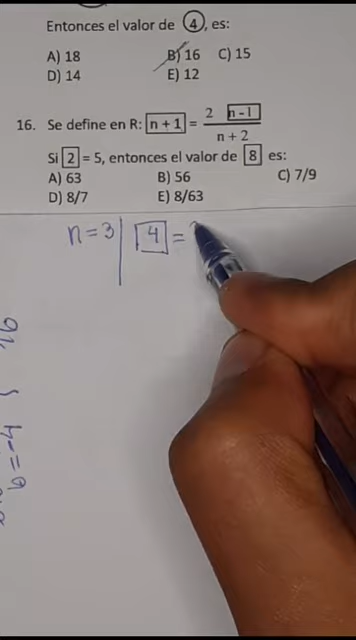 Entonces el valor de 4, es:
A) 18 B) 16 C) 15
D) 14 E) 12
16. Se define en R: n + 1 = 2 n - 1 / n + 2
Si 2 = 5, entonces el valor de 8 es:
A) 63 B) 56 C) 7/9
D) 8/7 E) 8/63
n = 3 | 4 =